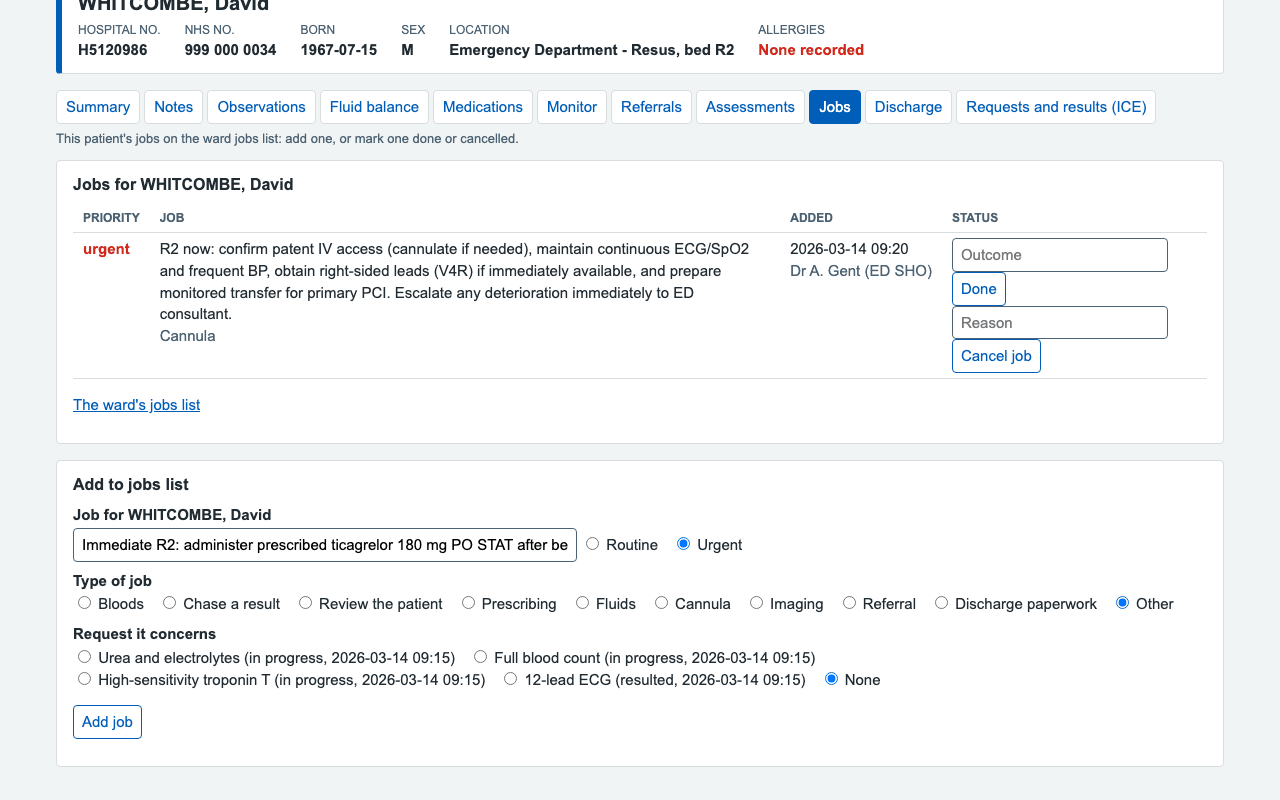 WHITCOMBE, David
HOSPITAL NO. NHS NO. BORN SEX LOCATION ALLERGIES
H5120986 999 000 0034 1967-07-15 M Emergency Department - Resus, bed R2 None recorded
Summary Notes Observations Fluid balance Medications Monitor Referrals Assessments Jobs Discharge Requests and results (ICE)
This patient's jobs on the ward jobs list: add one, or mark one done or cancelled.
Jobs for WHITCOMBE, David
PRIORITY JOB ADDED STATUS
urgent R2 now: confirm patent IV access (cannulate if needed), maintain continuous ECG/SpO2 2026-03-14 09:20 Outcome
and frequent BP, obtain right-sided leads (V4R) if immediately available, and prepare Dr A. Gent (ED SHO)
monitored transfer for primary PCI. Escalate any deterioration immediately to ED Done
consultant. Reason
Cannula
Cancel job
The ward's jobs list
Add to jobs list
Job for WHITCOMBE, David
Immediate R2: administer prescribed ticagrelor 180 mg PO STAT after be Routine Urgent
Type of job
Bloods Chase a result Review the patient Prescribing Fluids Cannula Imaging Referral Discharge paperwork Other
Request it concerns
Urea and electrolytes (in progress, 2026-03-14 09:15) Full blood count (in progress, 2026-03-14 09:15)
High-sensitivity troponin T (in progress, 2026-03-14 09:15) 12-lead ECG (resulted, 2026-03-14 09:15) None
Add job